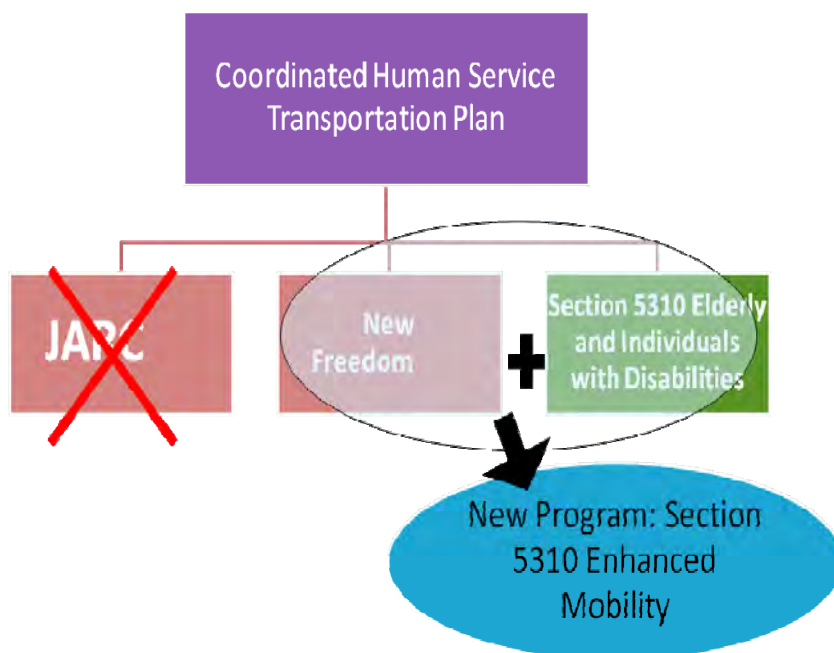 Coordinated Human Service
Transportation Plan
JARC
New
Freedom
+
Section 5310 Elderly
and Individuals
with Disabilities
New Program: Section
5310 Enhanced
Mobility